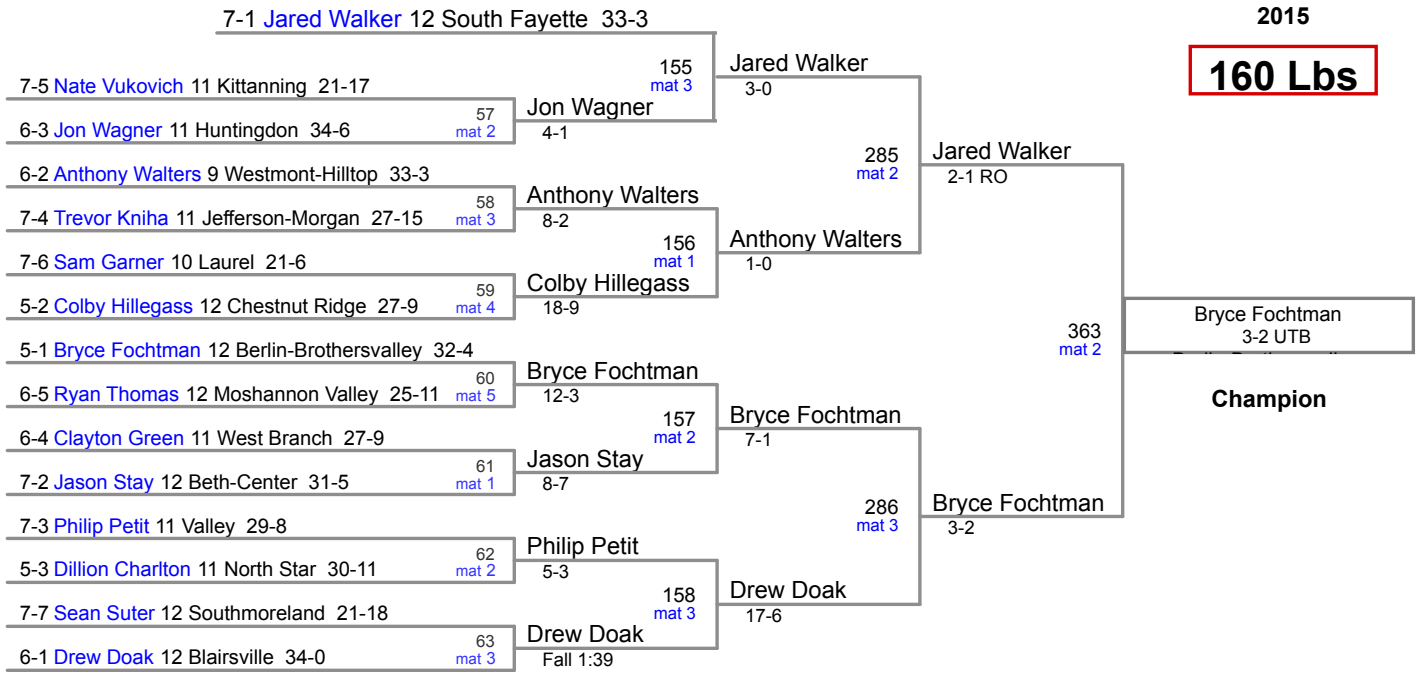 7-1 Jared Walker 12 South Fayette 33-3
2015
160 Lbs
155
mat 3
Jared Walker
3-0
7-5 Nate Vukovich 11 Kittanning 21-17
57
mat 2
Jon Wagner
4-1
6-3 Jon Wagner 11 Huntingdon 34-6
285
mat 2
Jared Walker
2-1 RO
6-2 Anthony Walters 9 Westmont-Hilltop 33-3
58
mat 3
Anthony Walters
8-2
7-4 Trevor Kniha 11 Jefferson-Morgan 27-15
156
mat 1
Anthony Walters
1-0
7-6 Sam Garner 10 Laurel 21-6
59
mat 4
Colby Hillegass
18-9
5-2 Colby Hillegass 12 Chestnut Ridge 27-9
363
mat 2
Bryce Fochtman
3-2 UTB
Champion
5-1 Bryce Fochtman 12 Berlin-Brothersvalley 32-4
60
mat 5
Bryce Fochtman
12-3
6-5 Ryan Thomas 12 Moshannon Valley 25-11
157
mat 2
Bryce Fochtman
7-1
6-4 Clayton Green 11 West Branch 27-9
61
mat 1
Jason Stay
8-7
7-2 Jason Stay 12 Beth-Center 31-5
286
mat 3
Bryce Fochtman
3-2
7-3 Philip Petit 11 Valley 29-8
62
mat 2
Philip Petit
5-3
5-3 Dillion Charlton 11 North Star 30-11
158
mat 3
Drew Doak
17-6
7-7 Sean Suter 12 Southmoreland 21-18
63
mat 3
Drew Doak
Fall 1:39
6-1 Drew Doak 12 Blairsville 34-0